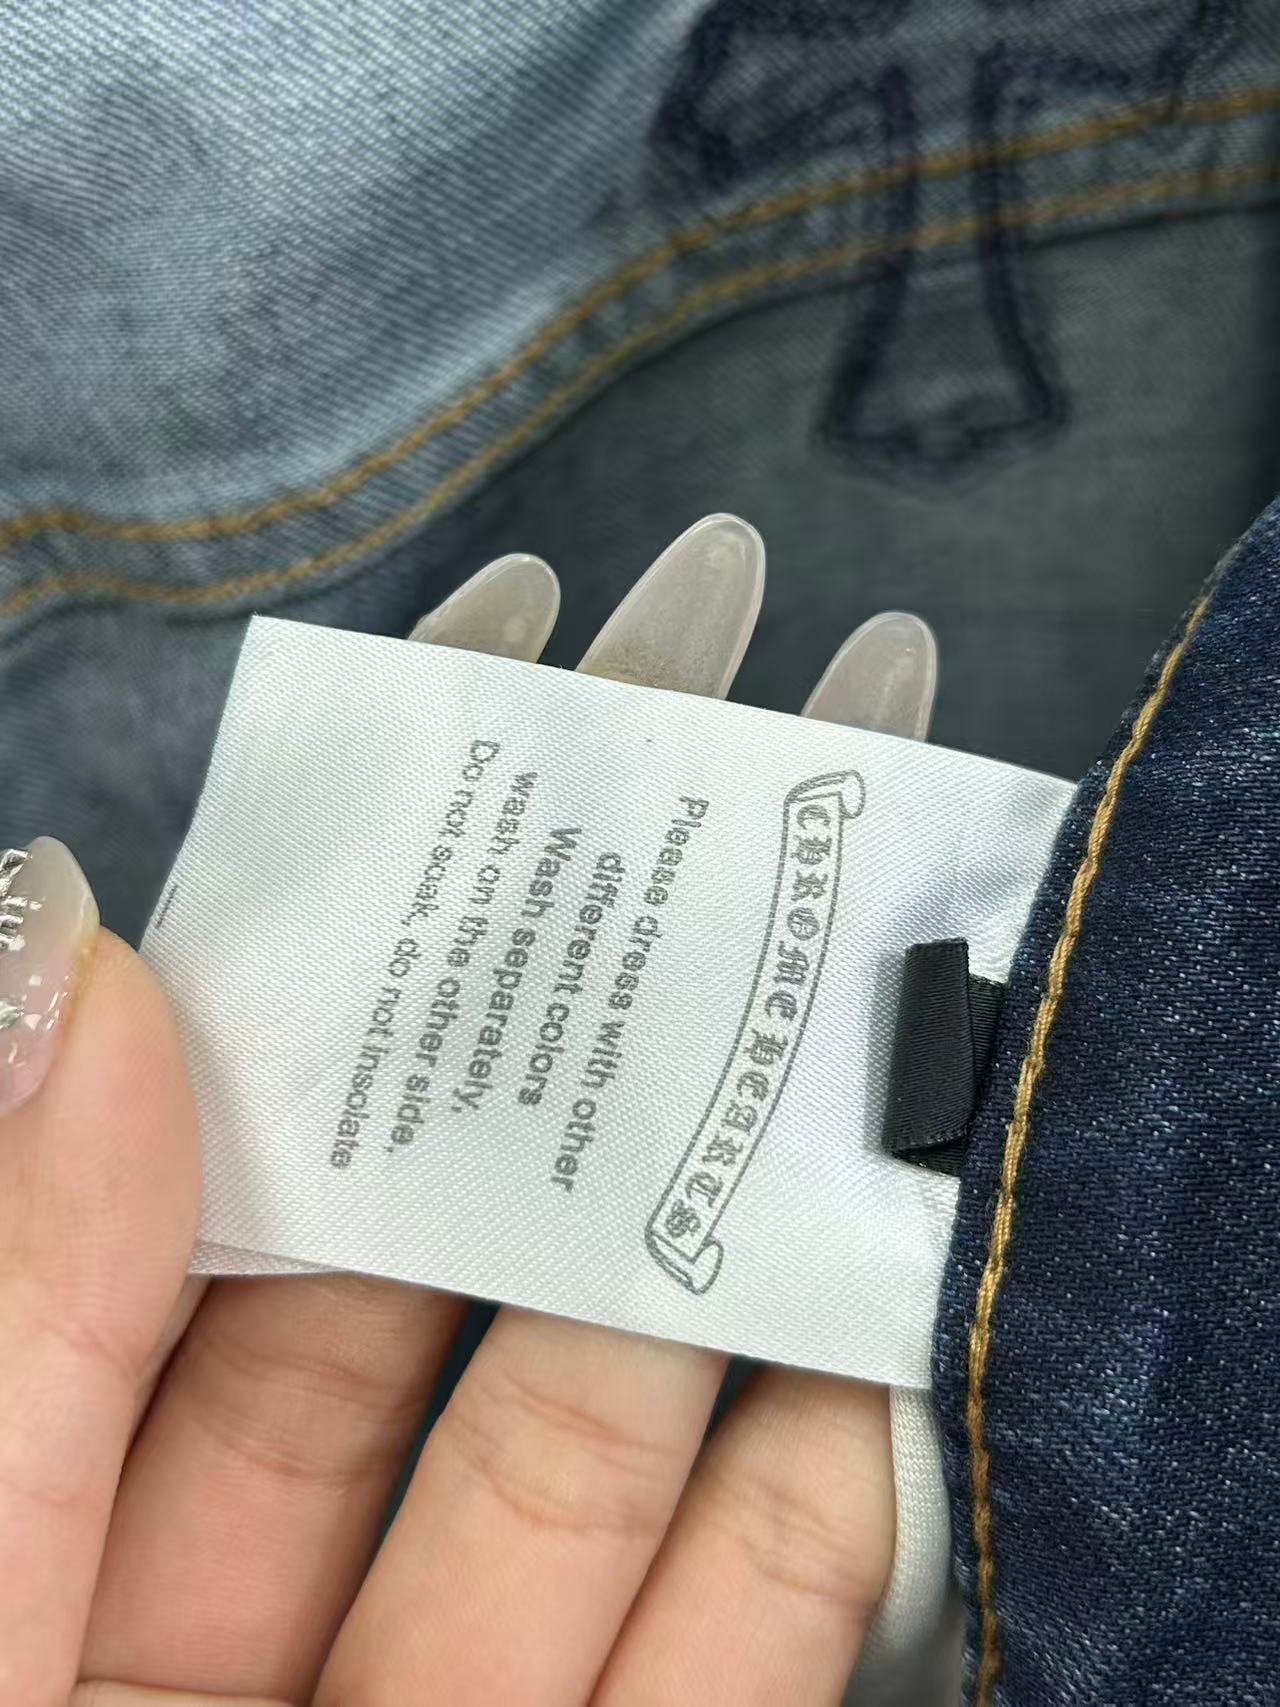 CHROME HEARTS
Please dress with other
different colors
Wash separately,
wash on the other side.
Do not soak, do not insolate